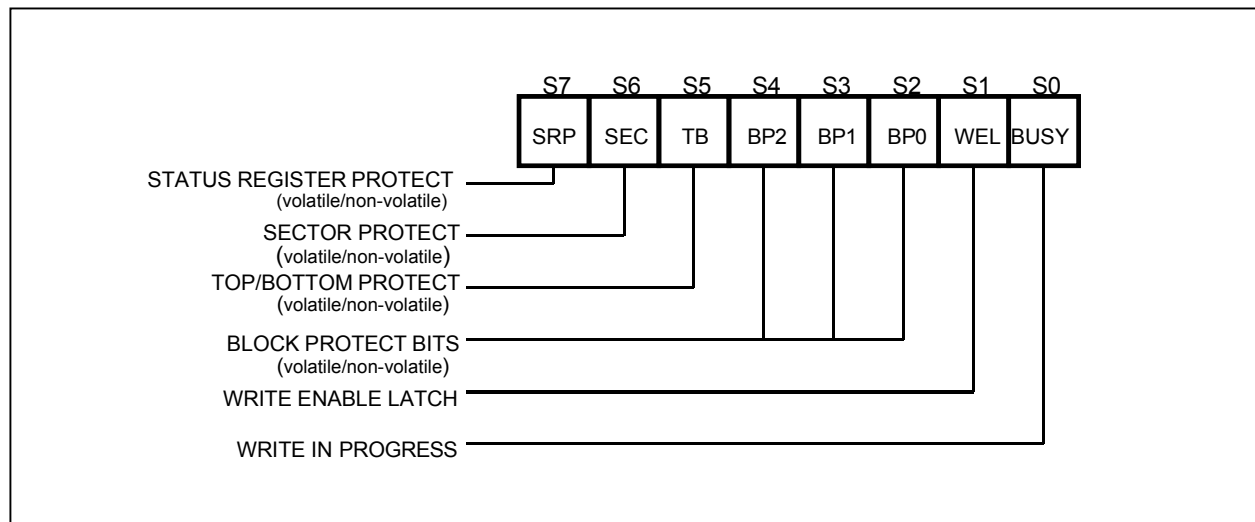 S7 S6 S5 S4 S3 S2 S1 S0
SRP SEC TB BP2 BP1 BP0 WEL BUSY
STATUS REGISTER PROTECT
(volatile/non-volatile)
SECTOR PROTECT
(volatile/non-volatile)
TOP/BOTTOM PROTECT
(volatile/non-volatile)
BLOCK PROTECT BITS
(volatile/non-volatile)
WRITE ENABLE LATCH
WRITE IN PROGRESS